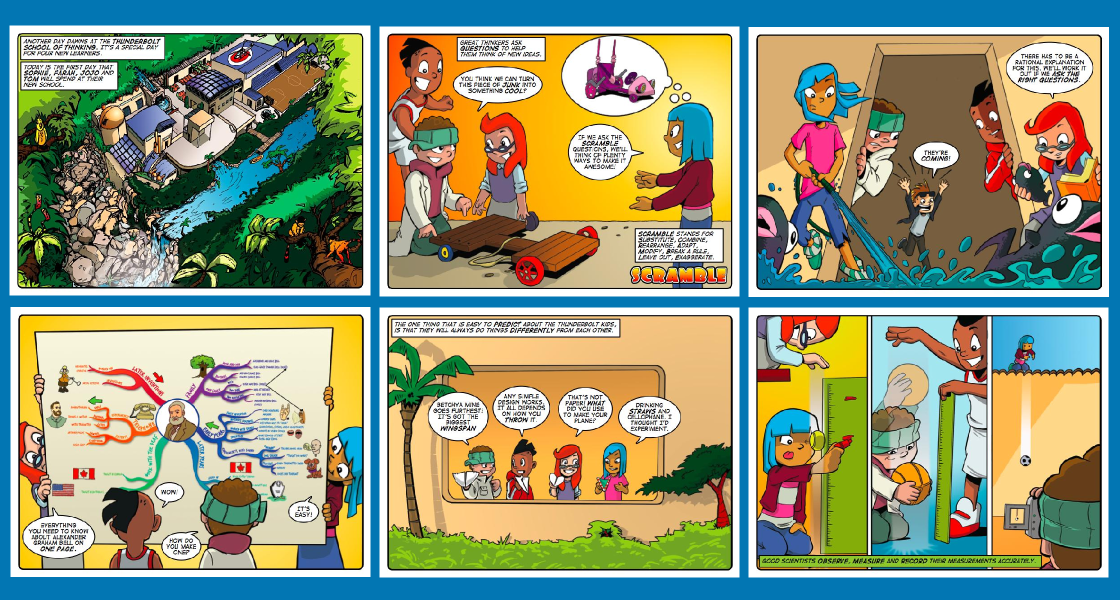 ANOTHER DAY DAWNS AT THE THUNDERBOLT
SCHOOL OF THINKING. IT'S A SPECIAL DAY
FOR FOUR NEW LEARNERS.
TODAY IS THE FIRST DAY THAT
SOPHIE, FARAH, JOJO AND
TOM WILL SPEND AT THEIR
NEW SCHOOL.
GREAT THINKERS ASK
QUESTIONS TO HELP
THEM THINK OF NEW IDEAS.
YOU THINK WE CAN TURN
THIS PIECE OF JUNK INTO
SOMETHING COOL?
IF WE ASK THE
SCRAMBLE
QUESTIONS, WE'LL
THINK OF PLENTY
WAYS TO MAKE IT
AWESOME!
SCRAMBLE STANDS FOR
SUBSTITUTE, COMBINE,
REARRANGE, ADAPT,
MODIFY, BREAK A RULE,
LEAVE OUT, EXAGGERATE.
SCRAMBLE
THERE HAS TO BE A
RATIONAL EXPLANATION
FOR THIS. WE'LL WORK IT
OUT IF WE ASK THE
RIGHT QUESTIONS.
THEY'RE
COMING!
WOW!
EVERYTHING
YOU NEED TO KNOW
ABOUT ALEXANDER
GRAHAM BELL ON
ONE PAGE.
HOW DO
YOU MAKE
ONE?
IT'S
EASY!
THE ONE THING THAT IS EASY TO PREDICT ABOUT THE THUNDERBOLT KIDS,
IS THAT THEY WILL ALWAYS DO THINGS DIFFERENTLY FROM EACH OTHER.
BETCHYA MINE
GOES FURTHEST!
IT'S GOT THE
BIGGEST
WINGSPAN!
ANY SIMPLE
DESIGN WORKS.
IT ALL DEPENDS
ON HOW YOU
THROW IT.
THAT'S NOT
PAPER! WHAT
DID YOU USE
TO MAKE YOUR
PLANE?
DRINKING
STRAWS AND
CELLOPHANE. I
THOUGHT I'D
EXPERIMENT.
GOOD SCIENTISTS OBSERVE, MEASURE AND RECORD THEIR MEASUREMENTS ACCURATELY.